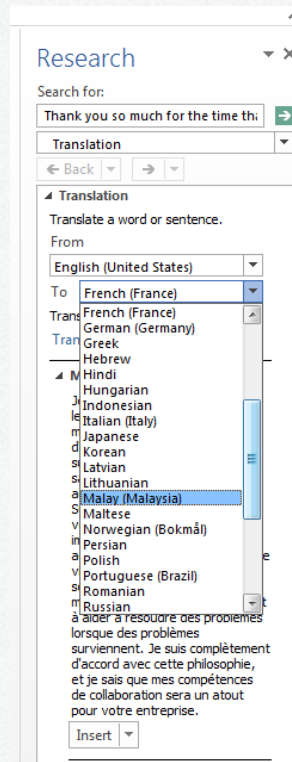 Research
Search for:
Thank you so much for the time tha
Translation
Back
Translation
Translate a word or sentence.
From
English (United States)
To French (France)
Trans
French (France)
German (Germany)
Tran
Greek
Hebrew
Hindi
Hungarian
Indonesian
Italian (Italy)
Japanese
Korean
Latvian
Lithuanian
Malay (Malaysia)
Maltese
Norwegian (Bokmål)
Persian
Polish
Portuguese (Brazil)
Romanian
Russian
à aider à résoudre des problèmes
lorsque des problèmes
surviennent. Je suis complètement
d'accord avec cette philosophie,
et je sais que mes compétences
de collaboration sera un atout
pour votre entreprise.
Insert